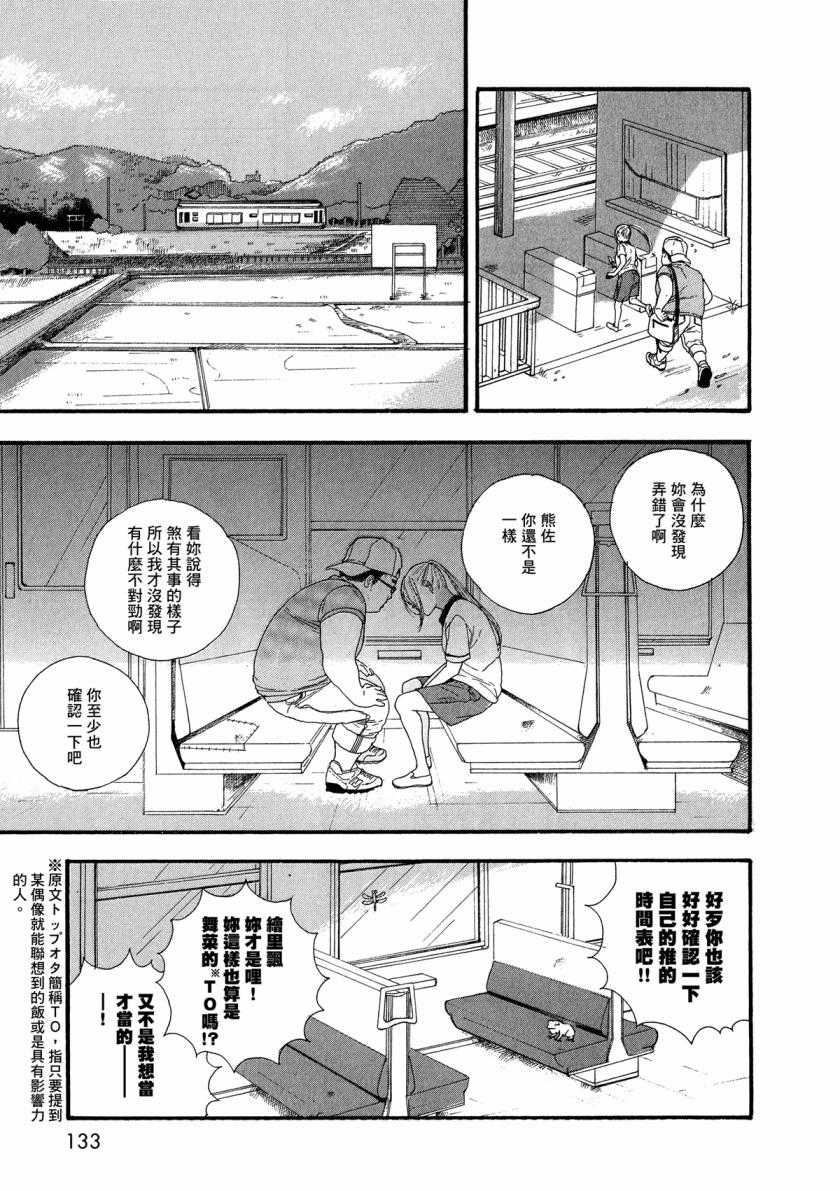 為什麼
妳會沒發現
弄錯了啊
熊佐
你還不是
一樣
看妳說得
煞有其事的樣子
所以我才沒發現
有什麼不對勁啊
你至少也
確認一下吧
好歹你也該
好好確認一下
自己的推的
時間表吧!!
繪里飄
妳才是哩！
妳這樣也算是
舞菜的※TO嗎!?
又不是我想當
才當的——
——！
※原文トップオタ簡稱TO，指只要提到
某偶像就能聯想到的飯或是具有影響力
的人。
133